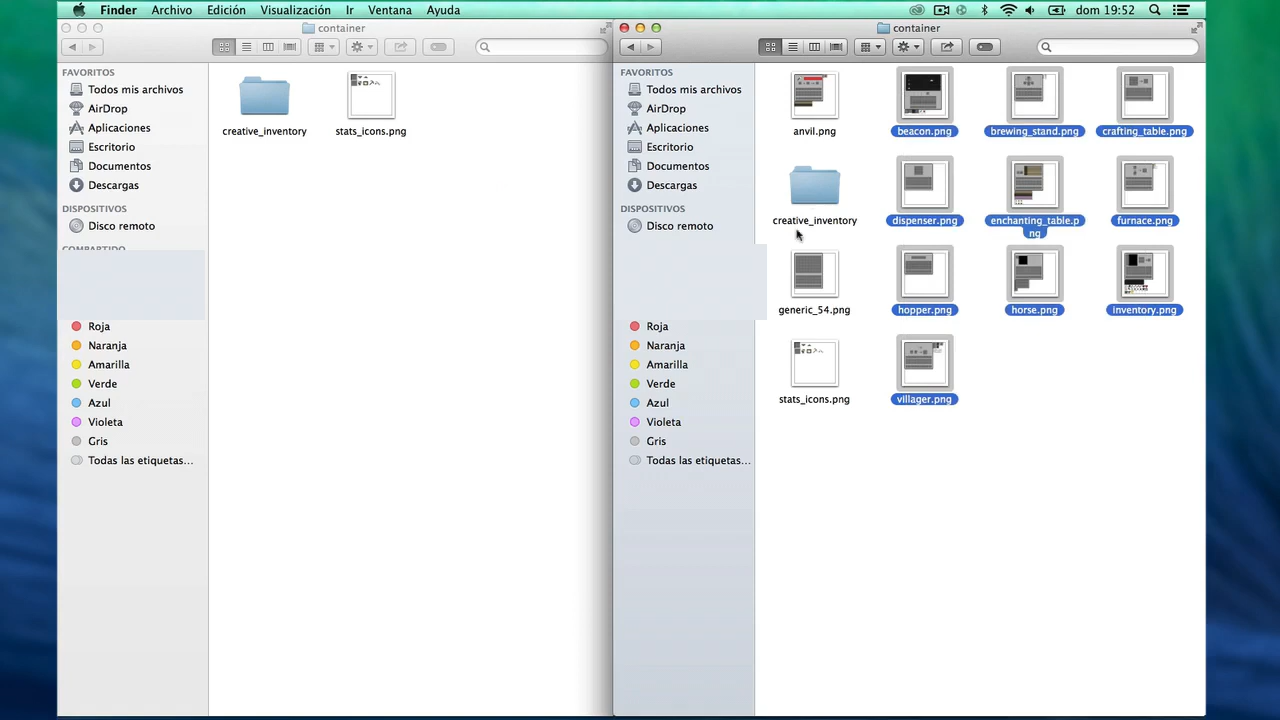 Finder Archivo Edición Visualización Ir Ventana Ayuda dom 19:52
container
FAVORITOS
Todos mis archivos
AirDrop
Aplicaciones
Escritorio
Documentos
Descargas
DISPOSITIVOS
Disco remoto
COMPARTIDO
Roja
Naranja
Amarilla
Verde
Azul
Violeta
Gris
Todas las etiquetas...
creative_inventory stats_icons.png
container
FAVORITOS
Todos mis archivos
AirDrop
Aplicaciones
Escritorio
Documentos
Descargas
DISPOSITIVOS
Disco remoto
Roja
Naranja
Amarilla
Verde
Azul
Violeta
Gris
Todas las etiquetas...
anvil.png beacon.png brewing_stand.png crafting_table.png
creative_inventory dispenser.png enchanting_table.p furnace.png
ng
generic_54.png hopper.png horse.png inventory.png
stats_icons.png villager.png